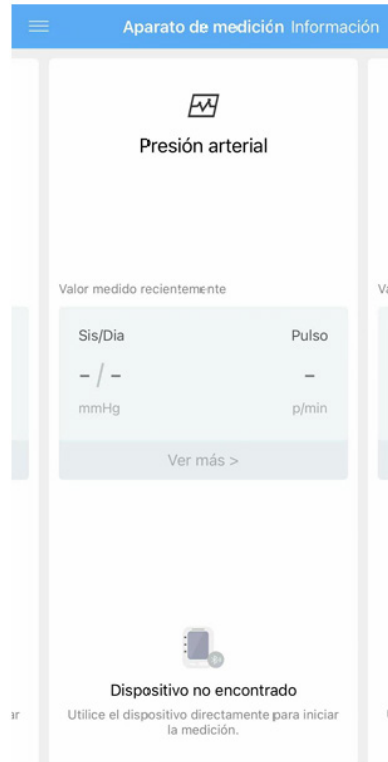 Aparato de medición Información
Presión arterial
Valor medido recientemente
Sis/Dia Pulso
- / - -
mmHg p/min
Ver más >
Dispositivo no encontrado
Utilice el dispositivo directamente para iniciar
la medición.